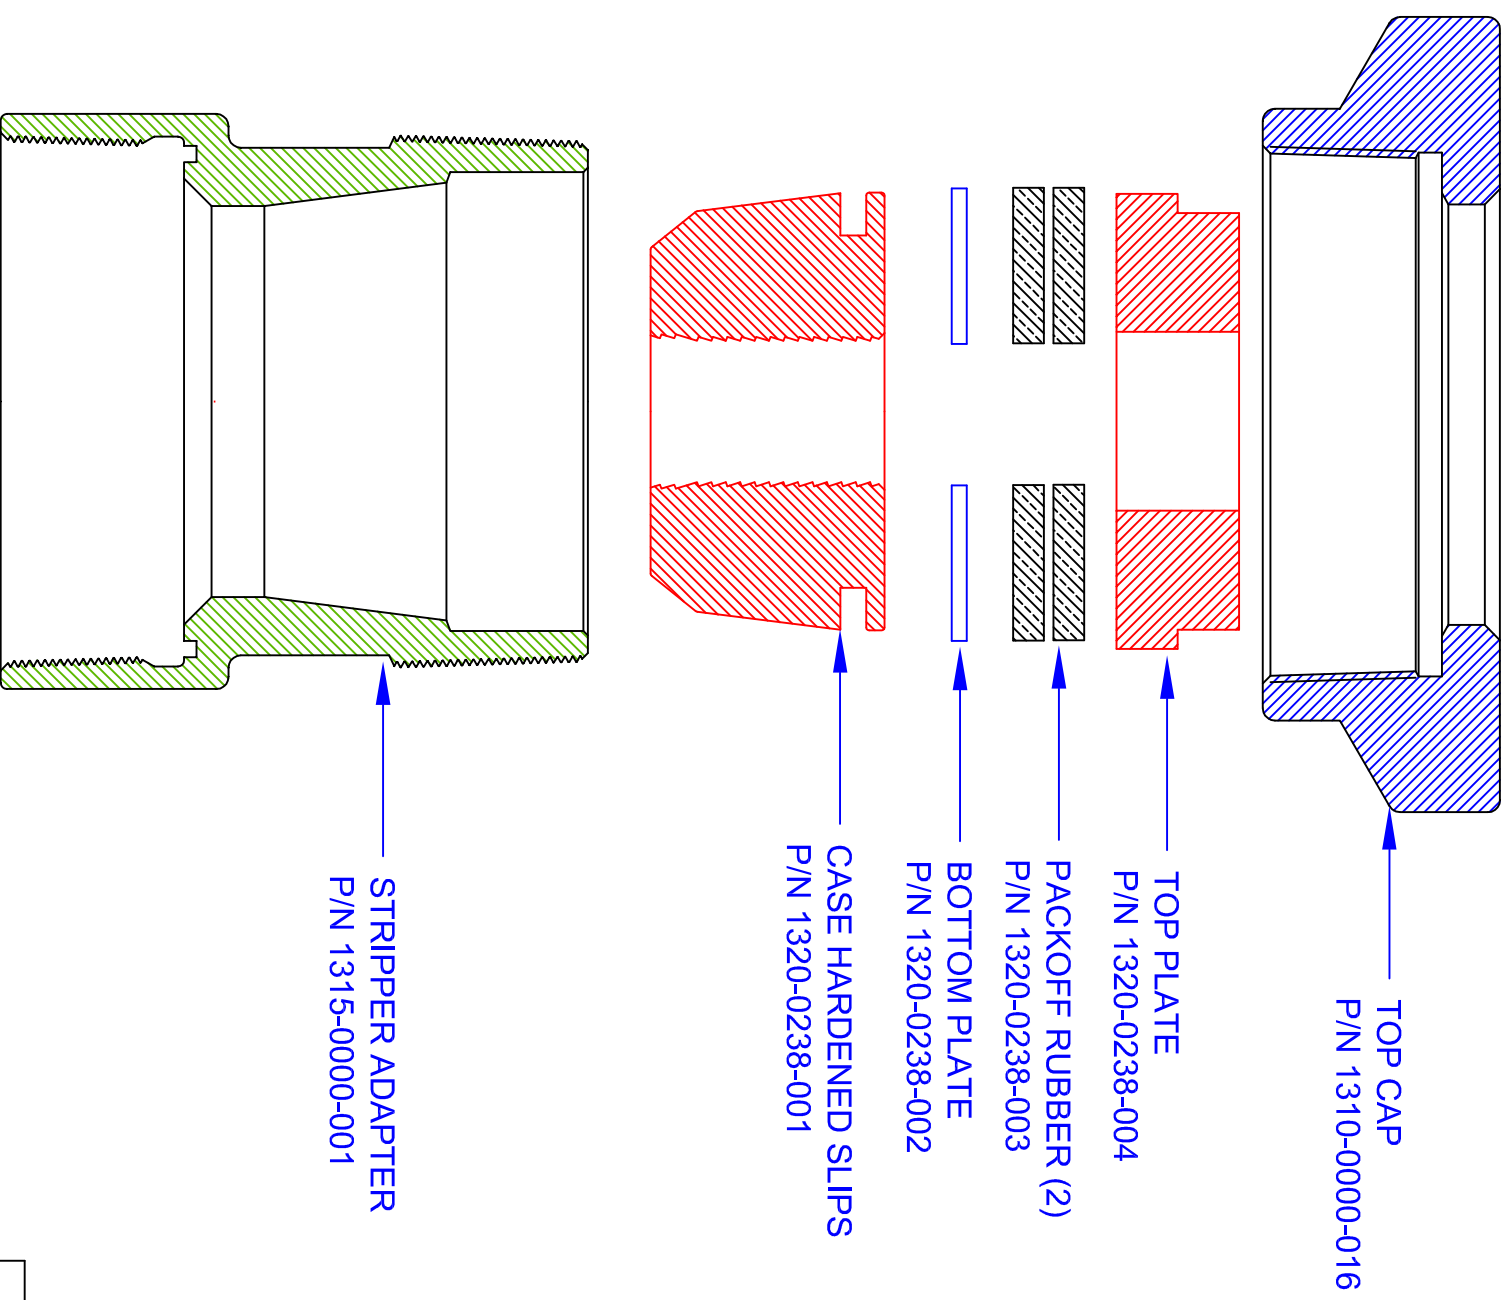 TOP CAP
P/N 1310-0000-016
TOP PLATE
P/N 1320-0238-004
PACKOFF RUBBER (2)
P/N 1320-0238-003
BOTTOM PLATE
P/N 1320-0238-002
CASE HARDENED SLIPS
P/N 1320-0238-001
STRIPPER ADAPTER
P/N 1315-0000-001